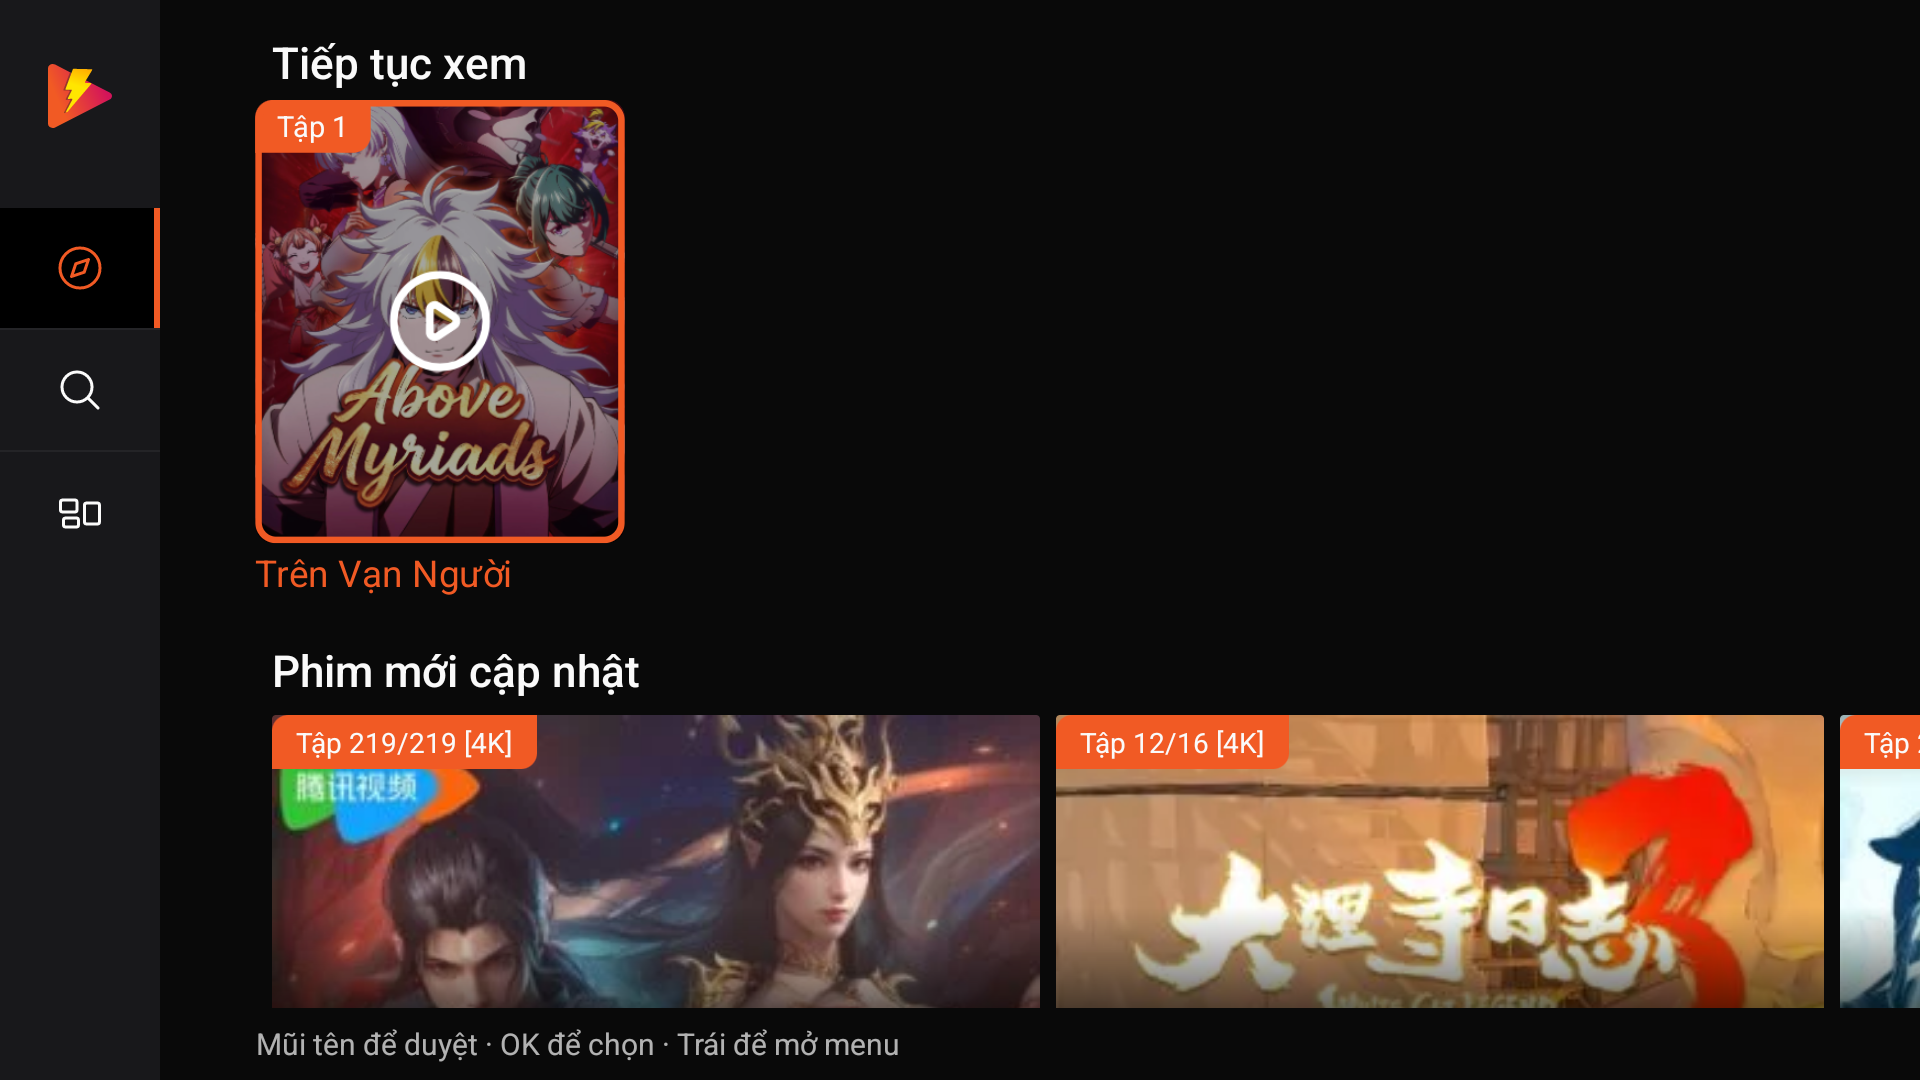 Tiếp tục xem
Tập 1
Above
Myriads
Trên Vạn Người
Phim mới cập nhật
Tập 219/219 [4K]
腾讯视频
Tập 12/16 [4K]
大理寺日志
3
Tập
Mũi tên để duyệt · OK để chọn · Trái để mở menu